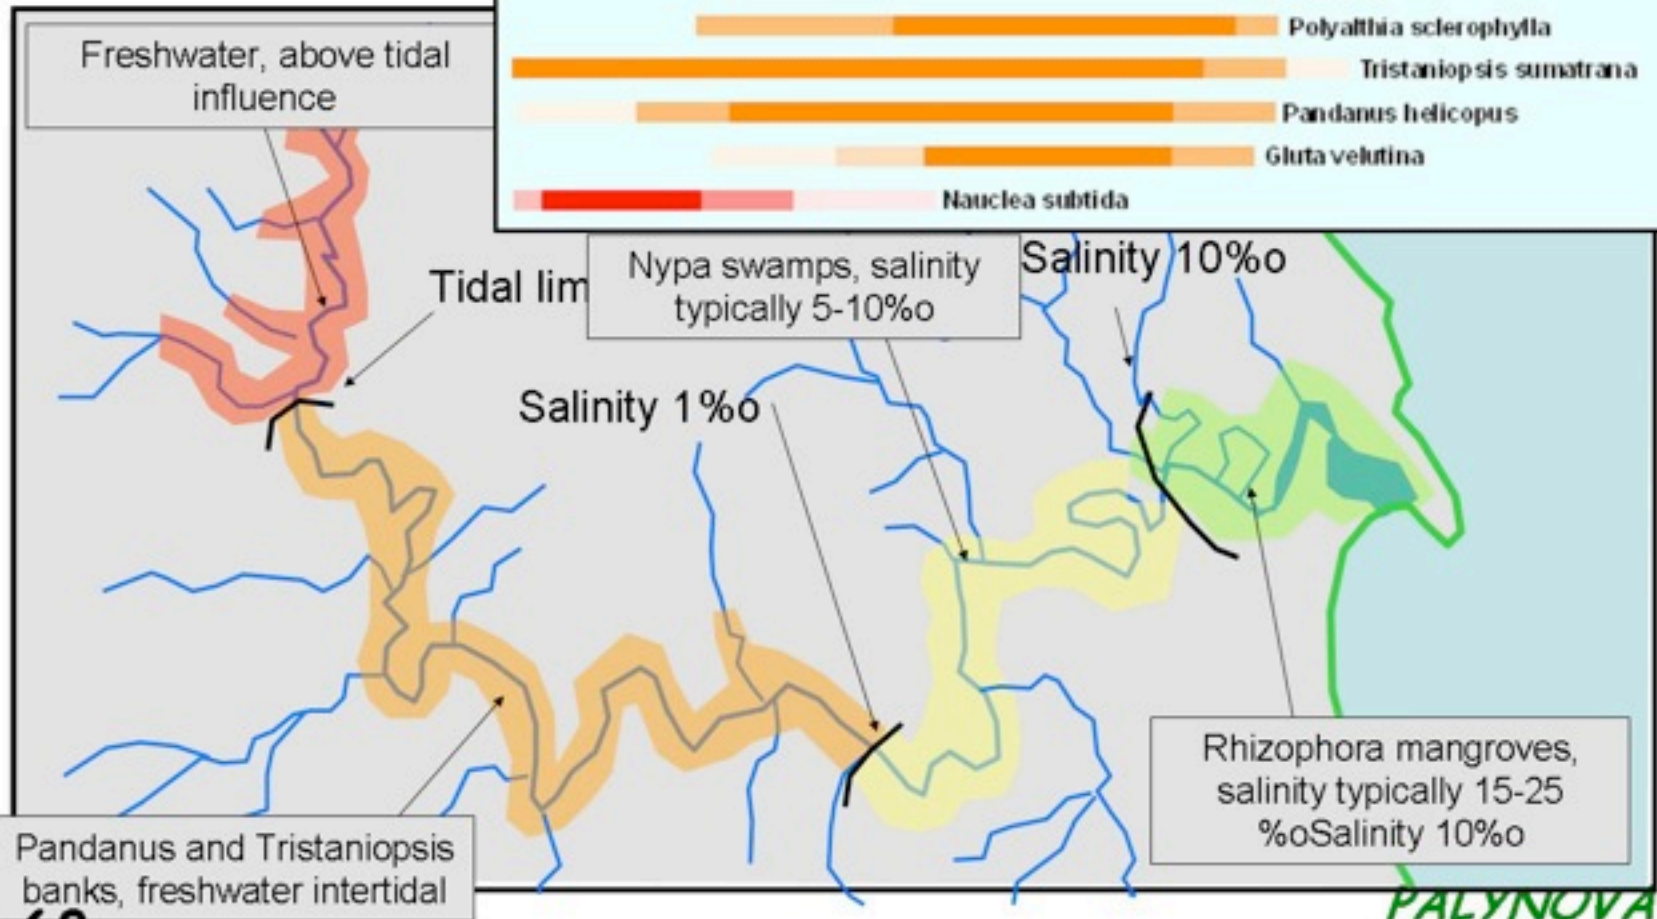 Polyalthia sclerophylla
Tristaniopsis sumatrana
Pandanus helicopus
Gluta velutina
Nauclea subtida
Freshwater, above tidal
influence
Tidal lim
Nypa swamps, salinity
typically 5-10%o
Salinity 10%o
Salinity 1%o
Rhizophora mangroves,
salinity typically 15-25
%oSalinity 10%o
Pandanus and Tristaniopsis
banks, freshwater intertidal
PALYNOVA